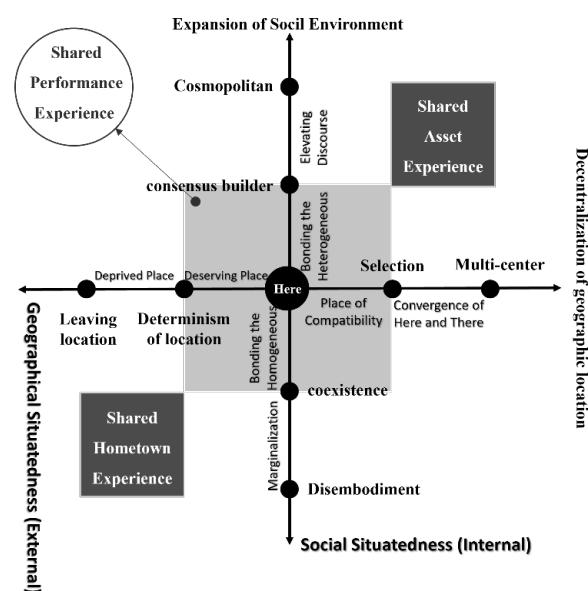 Expansion of Socil Environment
Shared
Performance
Experience
Cosmopolitan
Shared
Asset
Experience
Elevating
Discourse
consensus builder
Bonding the
Heterogeneous
Decentralization of geographic location
Deprived Place
Deserving Place
Here
Selection
Multi-center
Leaving
location
Determinism
of location
Place of
Compatibility
Convergence of
Here and There
Bonding the
Homogeneous
coexistence
Geographical Situatedness (External)
Shared
Hometown
Experience
Marginalization
Disembodiment
Social Situatedness (Internal)